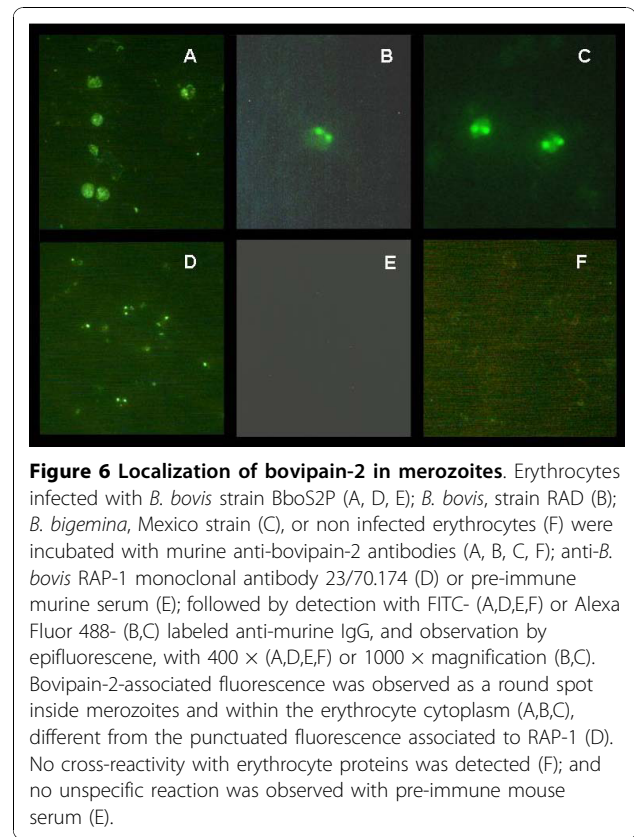 A
B
C
D
E
F
Figure 6 Localization of bovipain-2 in merozoites. Erythrocytes
infected with B. bovis strain BboS2P (A, D, E); B. bovis, strain RAD (B);
B. bigemina, Mexico strain (C), or non infected erythrocytes (F) were
incubated with murine anti-bovipain-2 antibodies (A, B, C, F); anti-B.
bovis RAP-1 monoclonal antibody 23/70.174 (D) or pre-immune
murine serum (E); followed by detection with FITC- (A,D,E,F) or Alexa
Fluor 488- (B,C) labeled anti-murine IgG, and observation by
epifluorescene, with 400 × (A,D,E,F) or 1000 × magnification (B,C).
Bovipain-2-associated fluorescence was observed as a round spot
inside merozoites and within the erythrocyte cytoplasm (A,B,C),
different from the punctuated fluorescence associated to RAP-1 (D).
No cross-reactivity with erythrocyte proteins was detected (F); and
no unspecific reaction was observed with pre-immune mouse
serum (E).